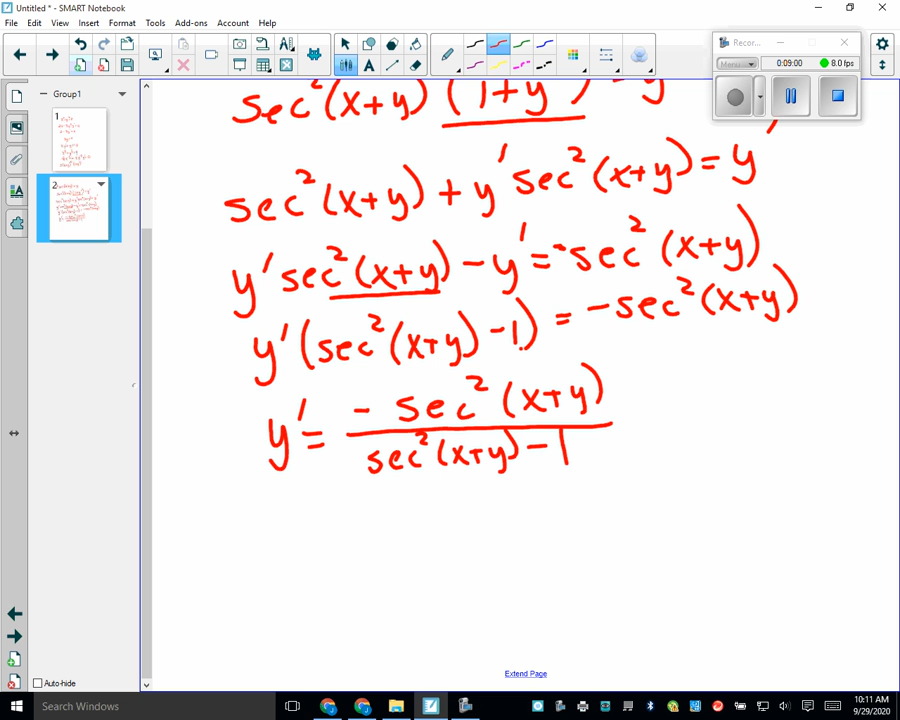 Untitled * - SMART Notebook
File Edit View Insert Format Tools Add-ons Account Help
Recor...
Menu
0:09:00
8.0 fps
Group1
1
2
sec²(x+y) (1+y') = y'
sec²(x+y) + y' sec²(x+y) = y'
y' sec²(x+y) - y' = -sec²(x+y)
y'(sec²(x+y) - 1) = -sec²(x+y)
y' = - sec²(x+y)
sec²(x+y) - 1
Extend Page
Auto-hide
Search Windows
10:11 AM
9/29/2020